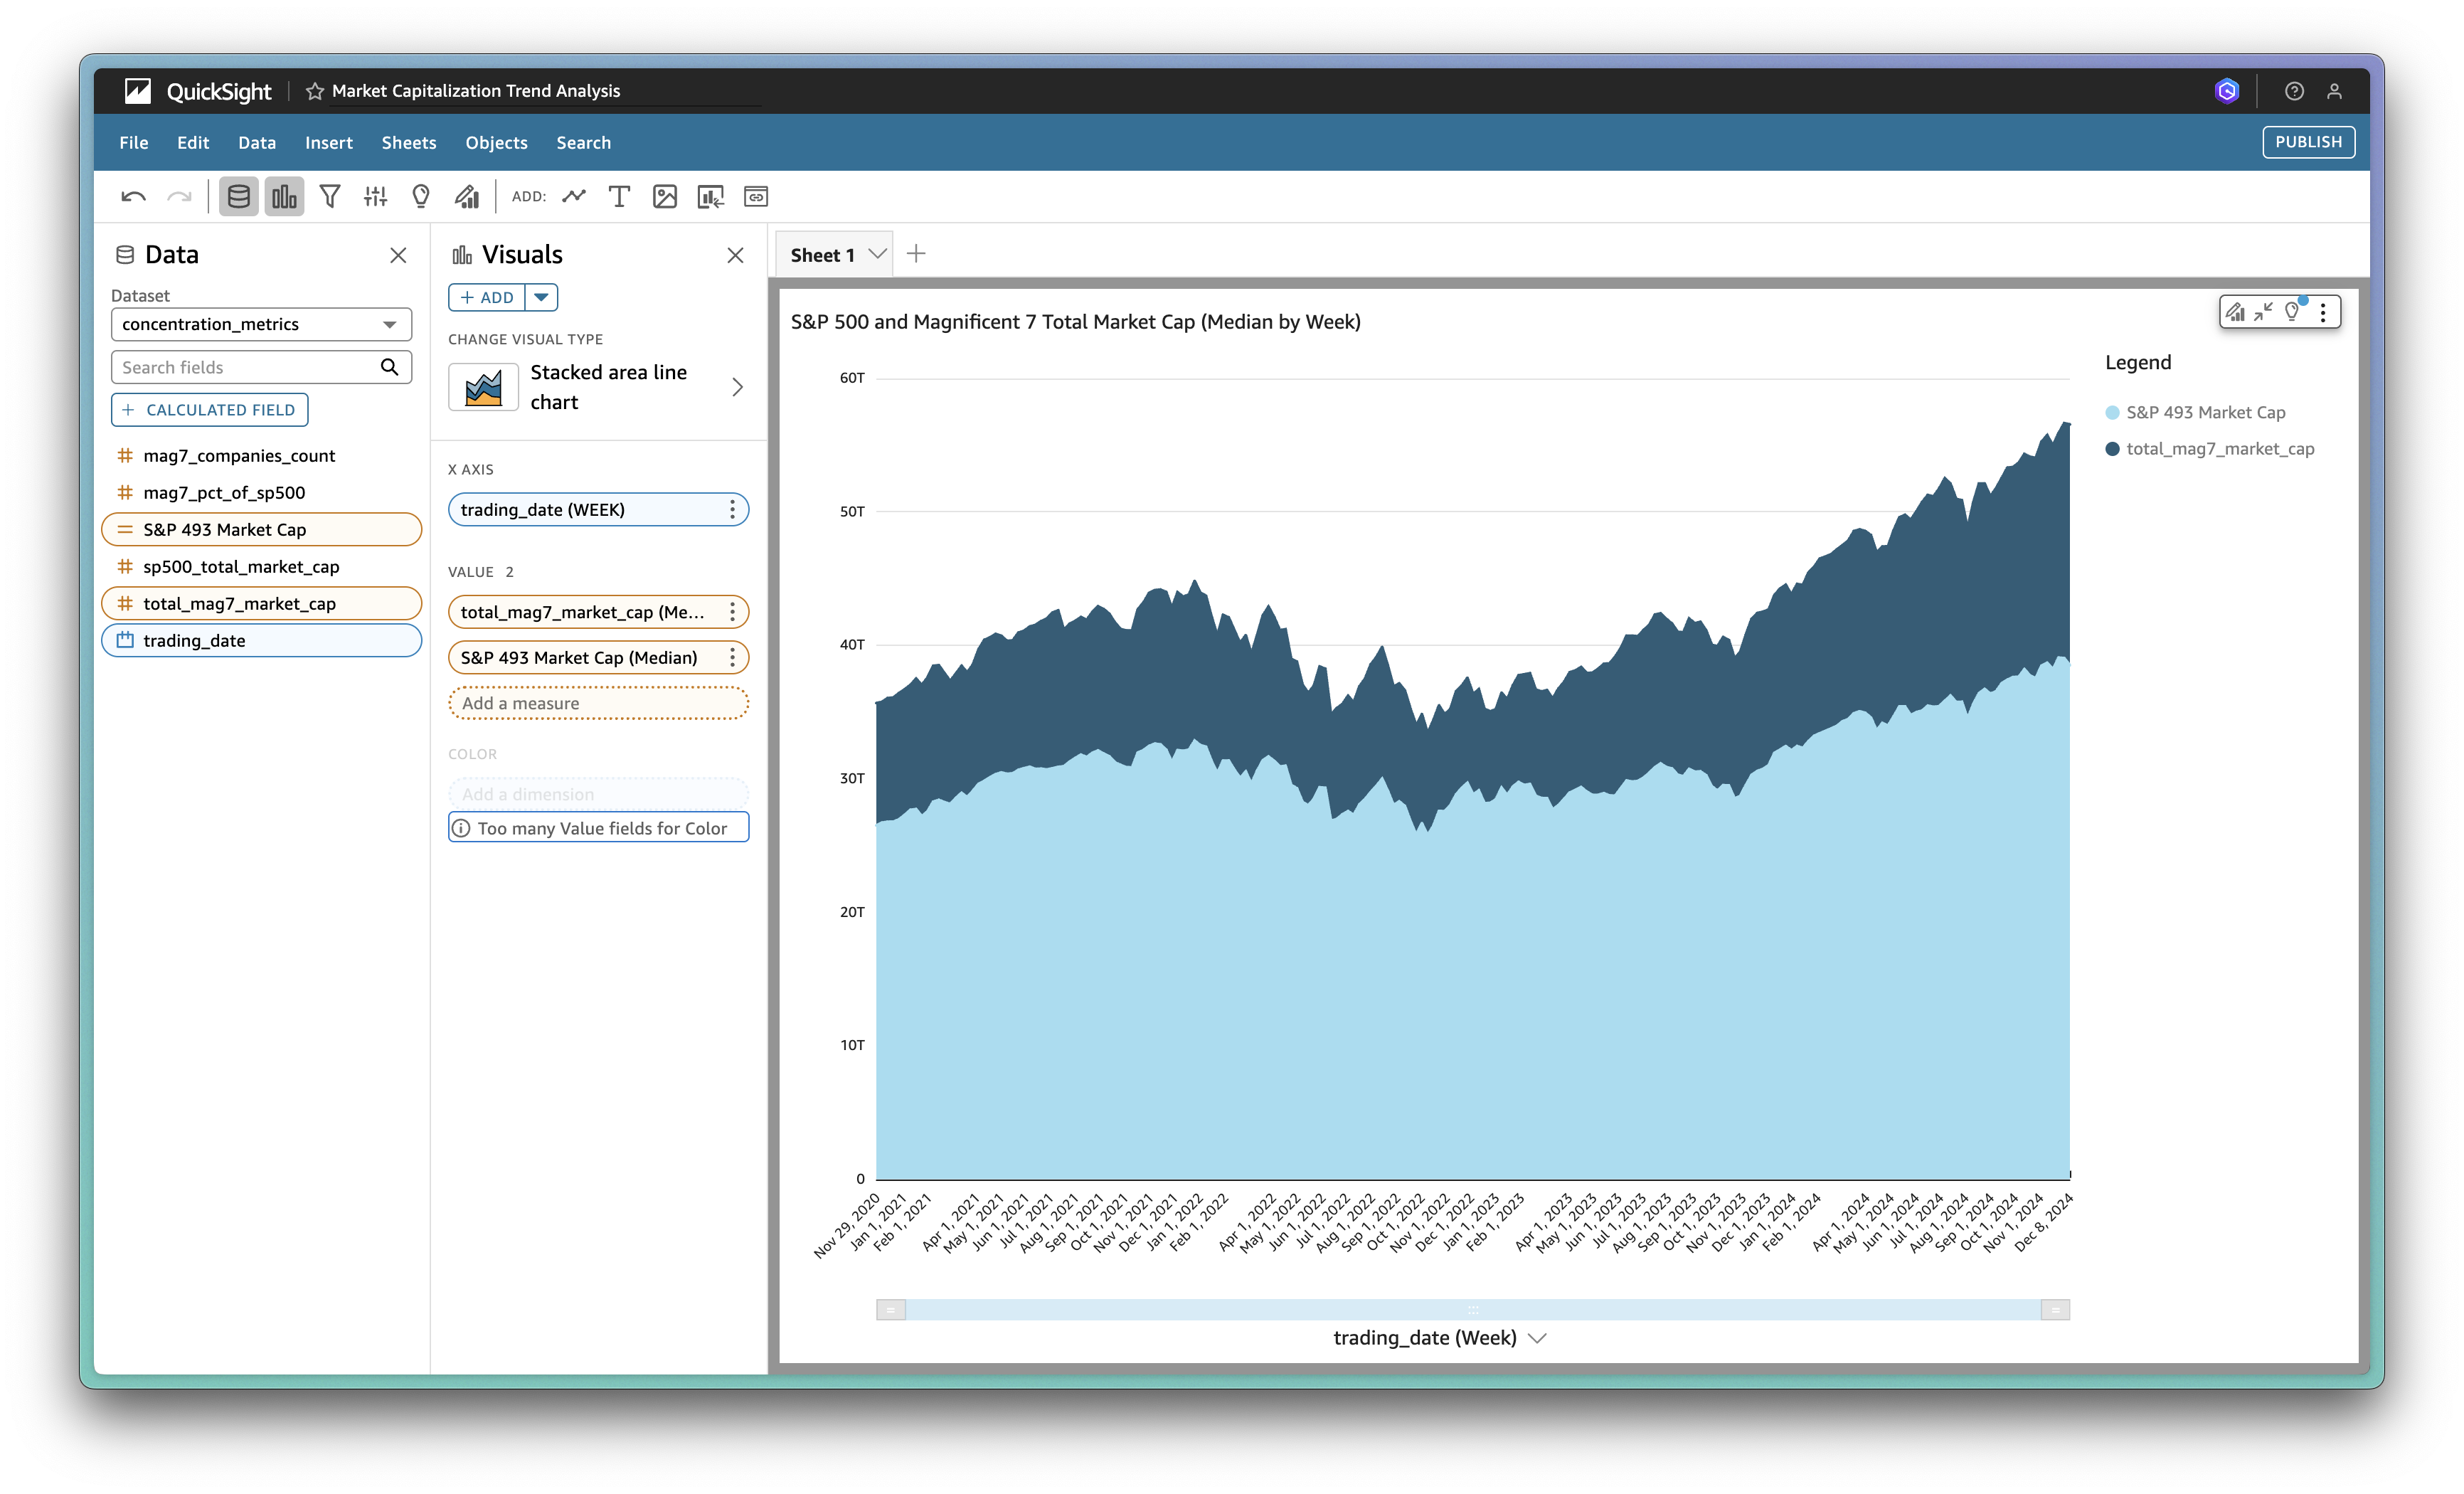 QuickSight
Market Capitalization Trend Analysis
File
Edit
Data
Insert
Sheets
Objects
Search
PUBLISH
ADD:
Data
Dataset
concentration_metrics
Search fields
+ CALCULATED FIELD
mag7_companies_count
mag7_pct_of_sp500
S&P 493 Market Cap
sp500_total_market_cap
total_mag7_market_cap
trading_date
Visuals
+ ADD
CHANGE VISUAL TYPE
Stacked area line
chart
X AXIS
trading_date (WEEK)
VALUE 2
total_mag7_market_cap (Me...
S&P 493 Market Cap (Median)
Add a measure
COLOR
Add a dimension
Too many Value fields for Color
Sheet 1
S&P 500 and Magnificent 7 Total Market Cap (Median by Week)
Legend
S&P 493 Market Cap
total_mag7_market_cap
60T
50T
40T
30T
20T
10T
0
Nov 29, 2020
Jan 1, 2021
Feb 1, 2021
Apr 1, 2021
May 1, 2021
Jun 1, 2021
Jul 1, 2021
Aug 1, 2021
Sep 1, 2021
Oct 1, 2021
Nov 1, 2021
Dec 1, 2021
Jan 1, 2022
Feb 1, 2022
Apr 1, 2022
May 1, 2022
Jun 1, 2022
Jul 1, 2022
Aug 1, 2022
Sep 1, 2022
Oct 1, 2022
Nov 1, 2022
Dec 1, 2022
Jan 1, 2023
Feb 1, 2023
Apr 1, 2023
May 1, 2023
Jun 1, 2023
Jul 1, 2023
Aug 1, 2023
Sep 1, 2023
Oct 1, 2023
Nov 1, 2023
Dec 1, 2023
Jan 1, 2024
Feb 1, 2024
Apr 1, 2024
May 1, 2024
Jun 1, 2024
Jul 1, 2024
Aug 1, 2024
Sep 1, 2024
Oct 1, 2024
Nov 1, 2024
Dec 8, 2024
trading_date (Week)